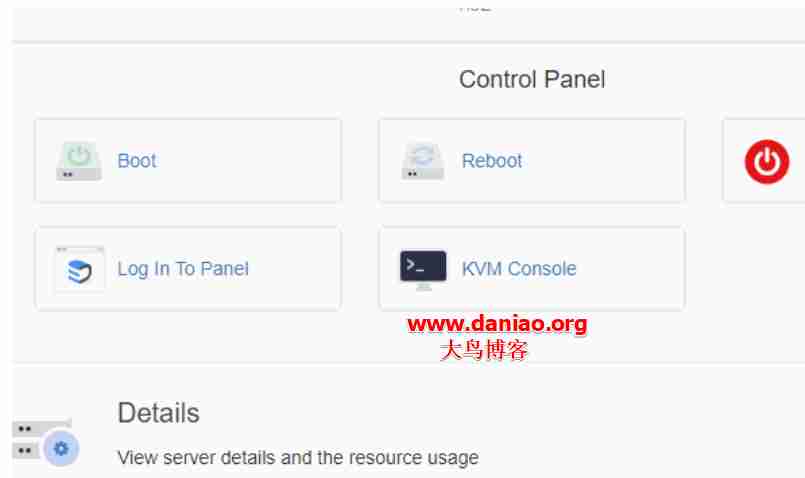 Control Panel
Boot
Reboot
Log In To Panel
>_ KVM Console
www.daniao.org
大鸟博客
Details
View server details and the resource usage